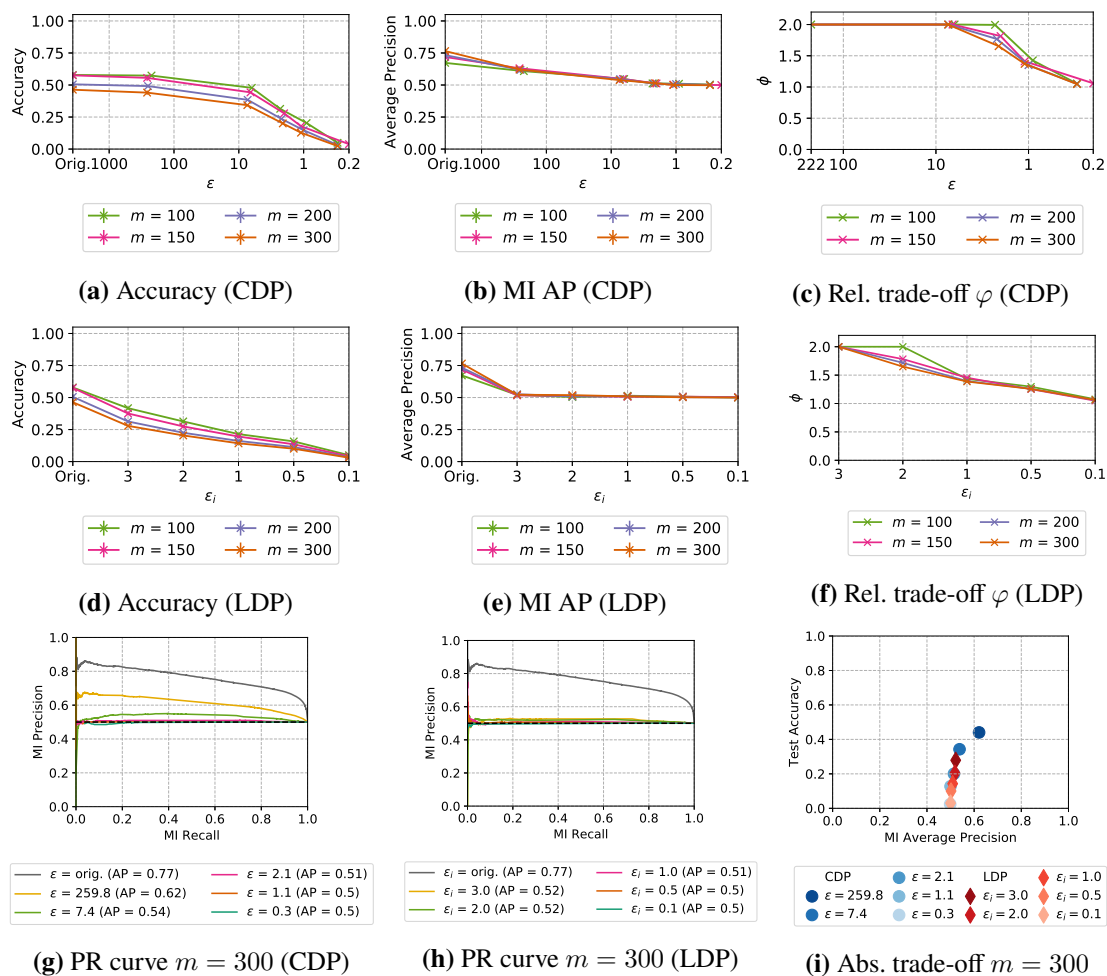 1.00
0.75
0.50
0.25
0.00
Accuracy
Orig.1000 100 10 1 0.2
ε
m = 100 m = 200
m = 150 m = 300
(a) Accuracy (CDP)
1.00
0.75
0.50
0.25
0.00
Average Precision
Orig.1000 100 10 1 0.2
ε
m = 100 m = 200
m = 150 m = 300
(b) MI AP (CDP)
2.0
1.5
1.0
0.5
0.0
ϕ
222 100 10 1 0.2
ε
m = 100 m = 200
m = 150 m = 300
(c) Rel. trade-off φ (CDP)
1.00
0.75
0.50
0.25
0.00
Accuracy
Orig. 3 2 1 0.5 0.1
εi
m = 100 m = 200
m = 150 m = 300
(d) Accuracy (LDP)
1.00
0.75
0.50
0.25
0.00
Average Precision
Orig. 3 2 1 0.5 0.1
εi
m = 100 m = 200
m = 150 m = 300
(e) MI AP (LDP)
2.0
1.5
1.0
0.5
0.0
ϕ
3 2 1 0.5 0.1
εi
m = 100 m = 200
m = 150 m = 300
(f) Rel. trade-off φ (LDP)
1.0
0.8
0.6
0.4
0.2
0.0
MI Precision
0.0 0.2 0.4 0.6 0.8 1.0
MI Recall
ε = orig. (AP = 0.77) ε = 2.1 (AP = 0.51)
ε = 259.8 (AP = 0.62) ε = 1.1 (AP = 0.5)
ε = 7.4 (AP = 0.54) ε = 0.3 (AP = 0.5)
(g) PR curve m = 300 (CDP)
1.0
0.8
0.6
0.4
0.2
0.0
MI Precision
0.0 0.2 0.4 0.6 0.8 1.0
MI Recall
εi = orig. (AP = 0.77) εi = 1.0 (AP = 0.51)
εi = 3.0 (AP = 0.52) εi = 0.5 (AP = 0.5)
εi = 2.0 (AP = 0.52) εi = 0.1 (AP = 0.5)
(h) PR curve m = 300 (LDP)
1.0
0.8
0.6
0.4
0.2
0.0
Test Accuracy
0.0 0.2 0.4 0.6 0.8 1.0
MI Average Precision
CDP ε = 2.1 LDP εi = 1.0
ε = 259.8 ε = 1.1 εi = 3.0 εi = 0.5
ε = 7.4 ε = 0.3 εi = 2.0 εi = 0.1
(i) Abs. trade-off m = 300